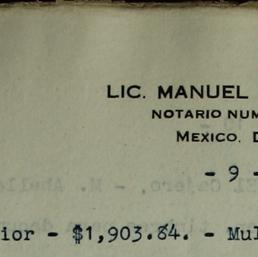 LIC. MANUEL
NOTARIO NUM
MEXICO, D
- 9 -
ior - $1,903.84. - Mul